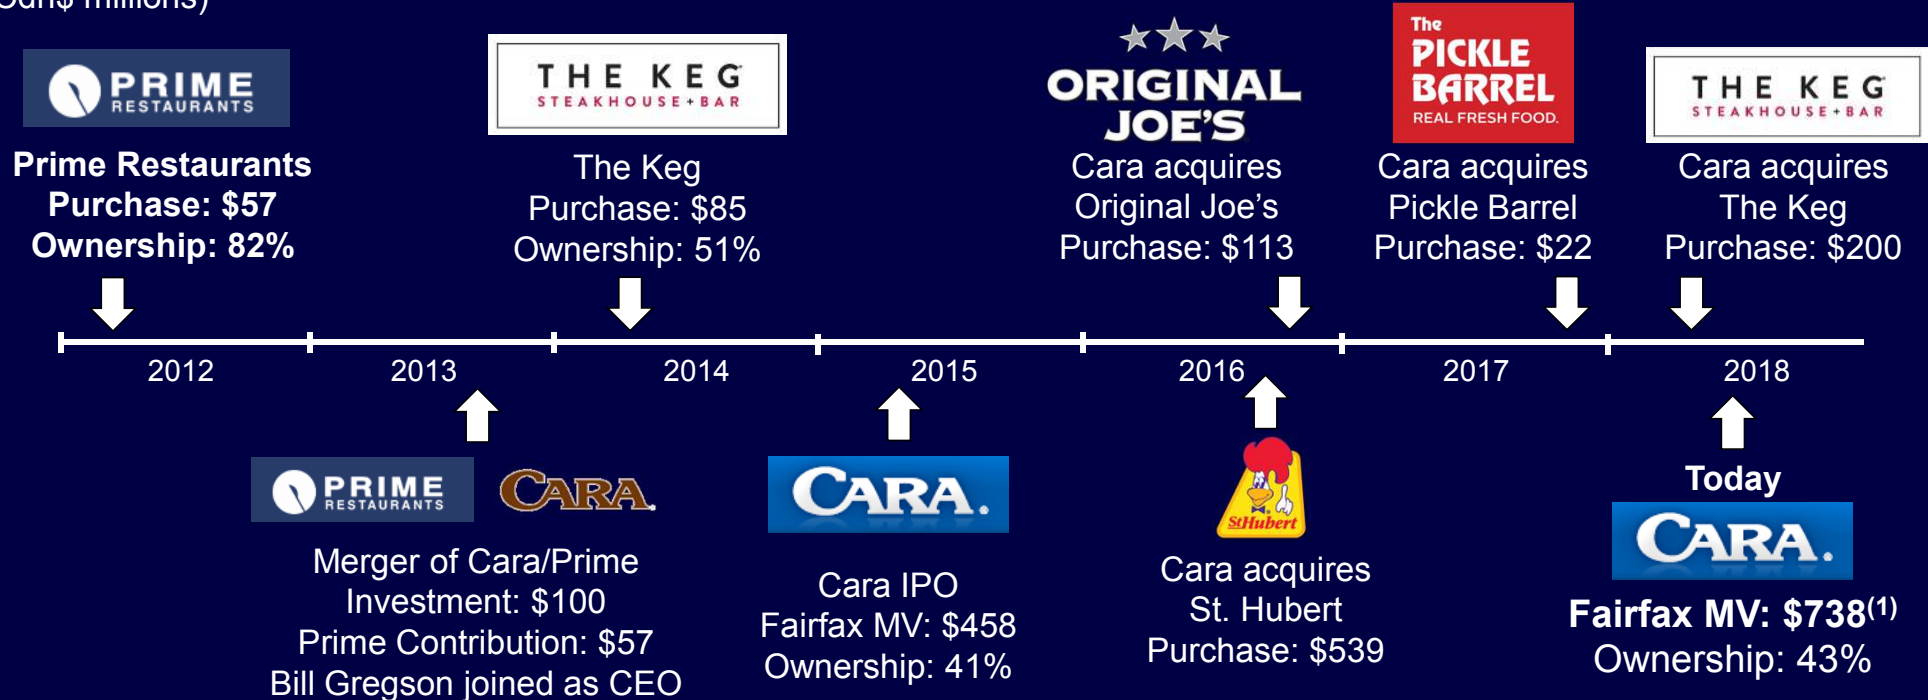 Cdn$ millions)
PRIME
RESTAURANTS
Prime Restaurants
Purchase: $57
Ownership: 82%
THE KEG
STEAKHOUSE+BAR
The Keg
Purchase: $85
Ownership: 51%
ORIGINAL
JOE'S
Cara acquires
Original Joe's
Purchase: $113
The
PICKLE
BARREL
REAL FRESH FOOD.
Cara acquires
Pickle Barrel
Purchase: $22
THE KEG
STEAKHOUSE+BAR
Cara acquires
The Keg
Purchase: $200
2012
2013
2014
2015
2016
2017
2018
PRIME
RESTAURANTS
CARA.
Merger of Cara/Prime
Investment: $100
Prime Contribution: $57
Bill Gregson joined as CEO
CARA.
Cara IPO
Fairfax MV: $458
Ownership: 41%
StHubert
Cara acquires
St. Hubert
Purchase: $539
Today
CARA.
Fairfax MV: $738(1)
Ownership: 43%